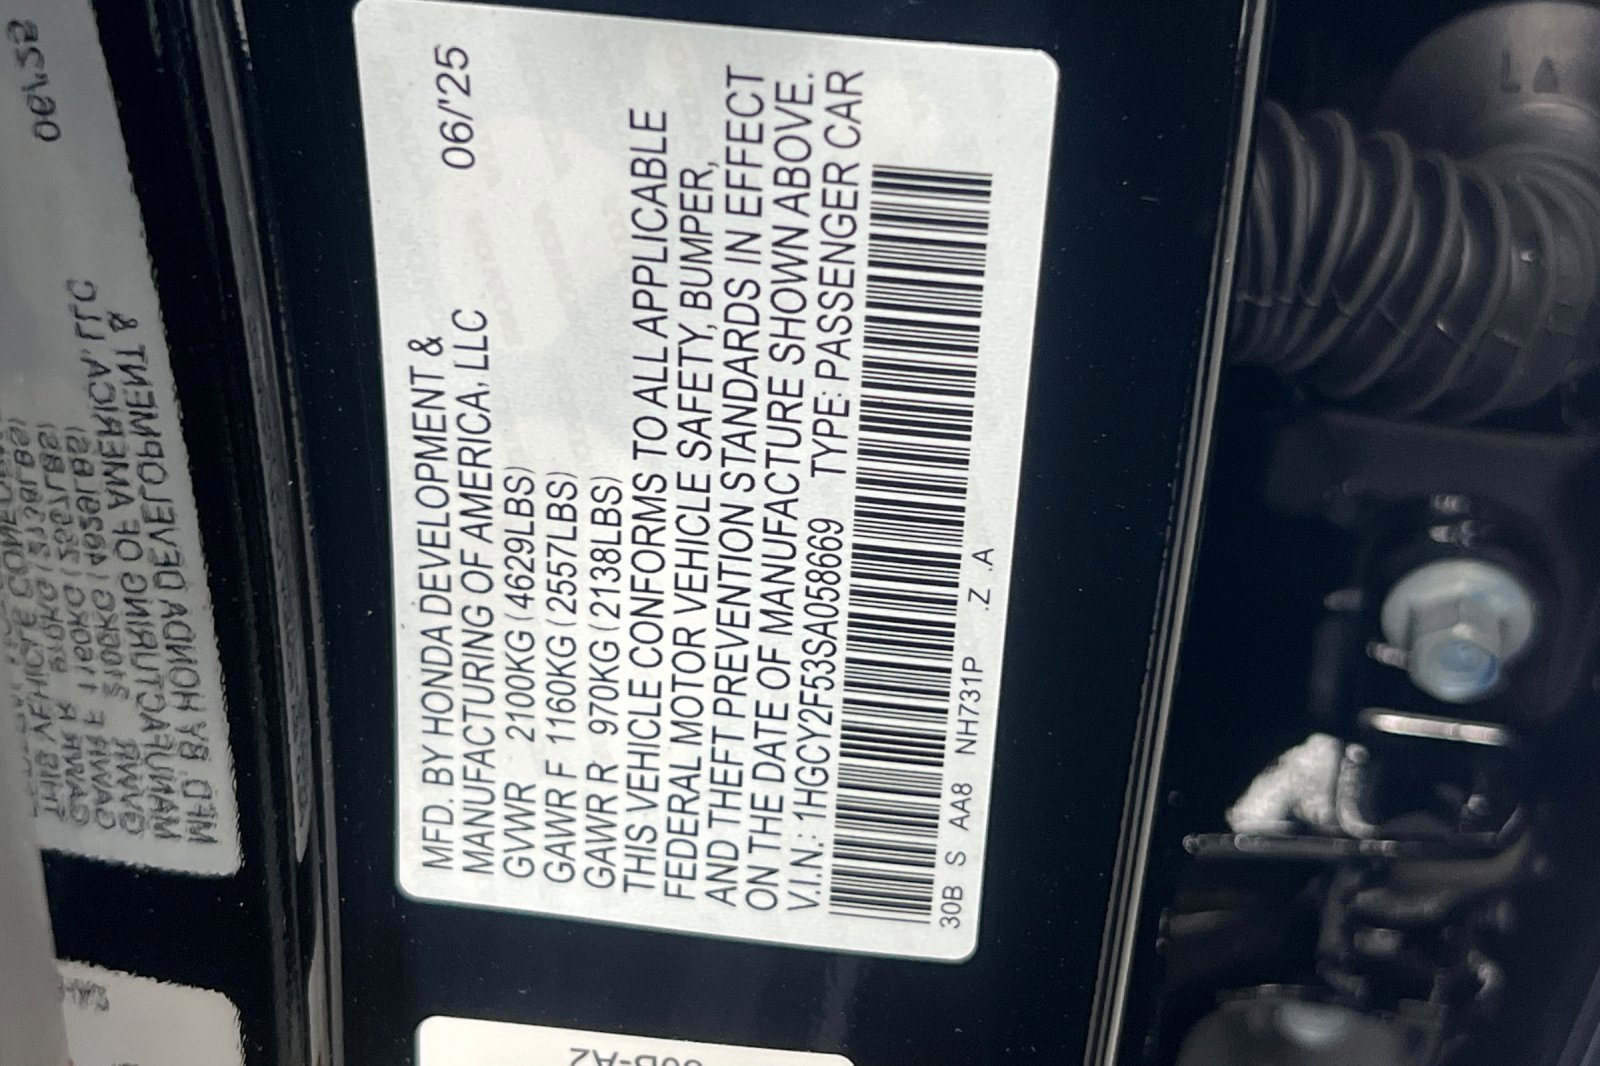 MFD. BY HONDA DEVELOPMENT &
MANUFACTURING OF AMERICA, LLC 06/'25
GVWR 2100KG (4629LBS)
GAWR F 1160KG (2557LBS)
GAWR R 970KG (2138LBS)
THIS VEHICLE CONFORMS TO ALL APPLICABLE
FEDERAL MOTOR VEHICLE SAFETY, BUMPER,
AND THEFT PREVENTION STANDARDS IN EFFECT
ON THE DATE OF MANUFACTURE SHOWN ABOVE.
V.I.N.: 1HGCY2F53SA058669 TYPE: PASSENGER CAR
30B S AA8 NH731P .Z .A